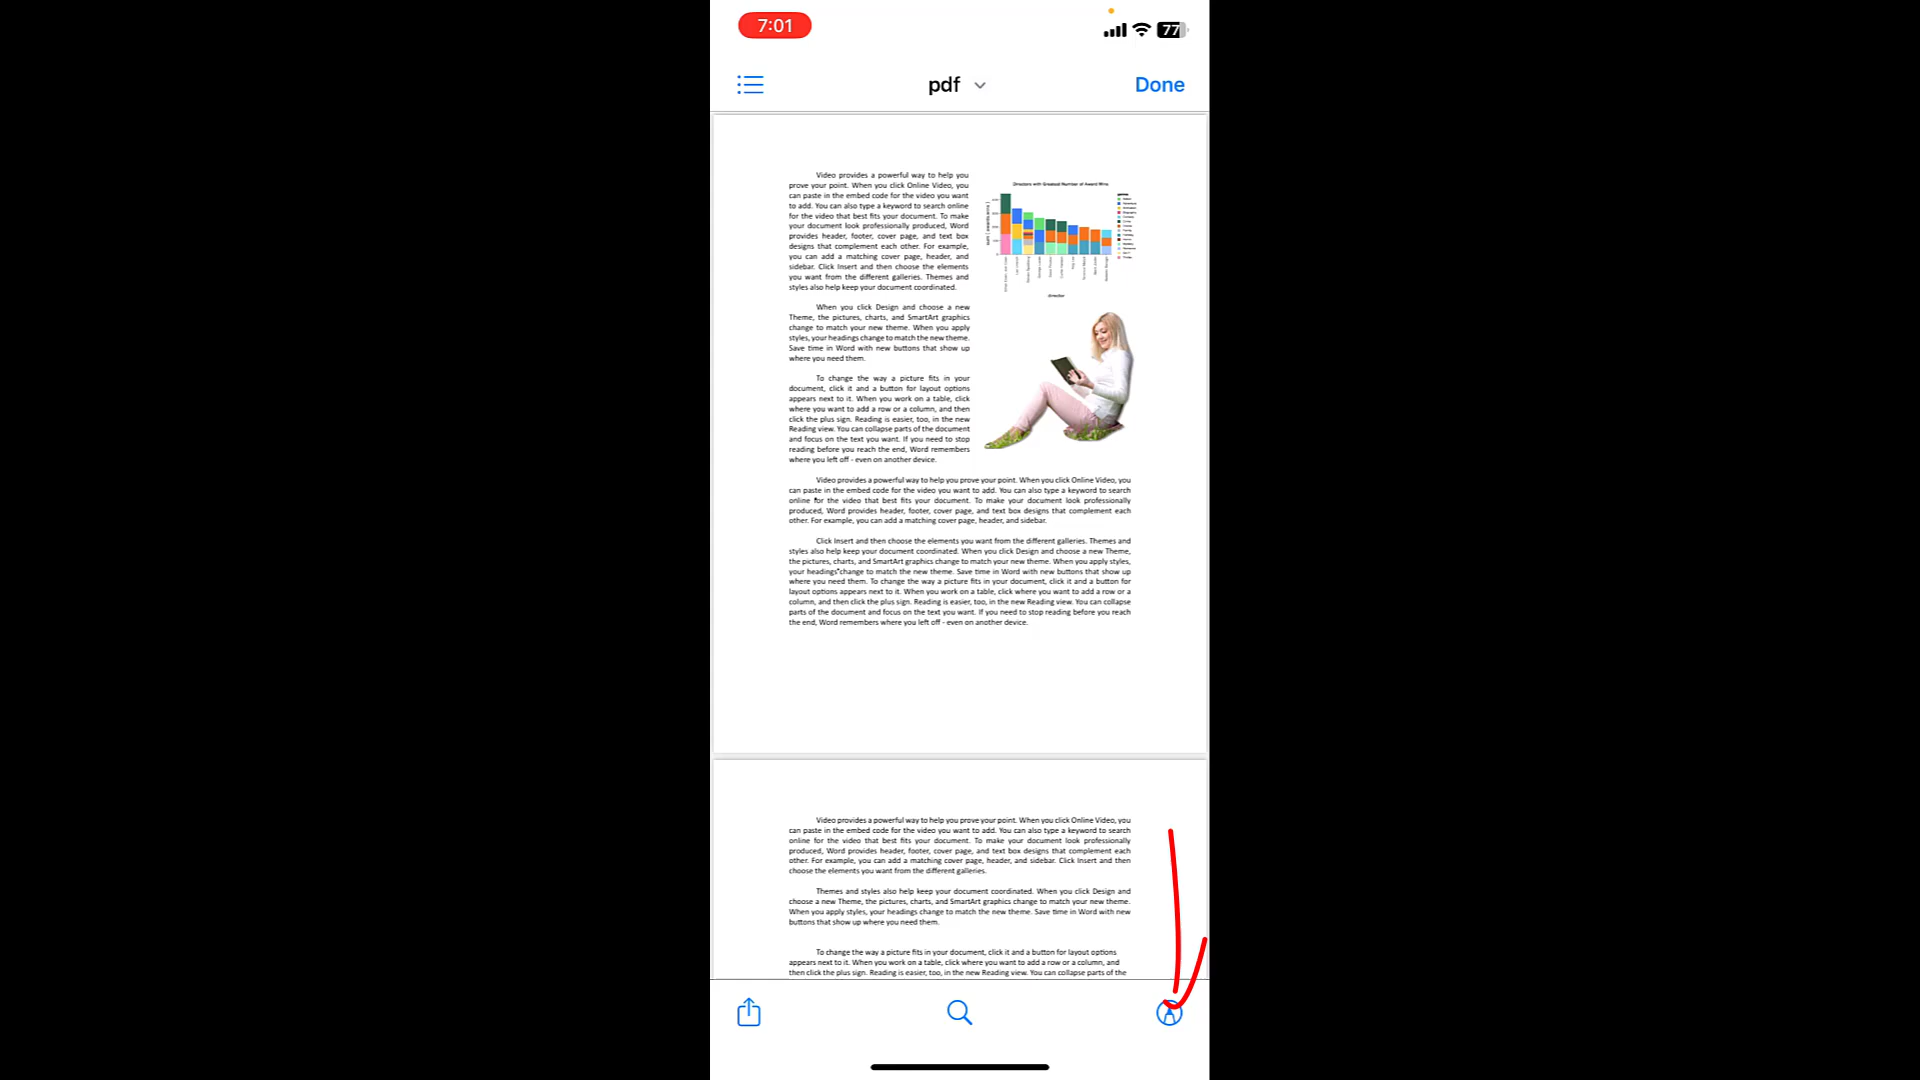 7:01
77
pdf
Done
Video provides a powerful way to help you
prove your point. When you click Online Video, you
can paste in the embed code for the video you want
to add. You can also type a keyword to search online
for the video that best fits your document. To make
your document look professionally produced, Word
provides header, footer, cover page, and text box
designs that complement each other. For example,
you can add a matching cover page, header, and
sidebar. Click Insert and then choose the elements
you want from the different galleries. Themes and
styles also help keep your document coordinated.
Directors with Greatest Number of Award Wins
director
When you click Design and choose a new
Theme, the pictures, charts, and SmartArt graphics
change to match your new theme. When you apply
styles, your headings change to match the new theme.
Save time in Word with new buttons that show up
where you need them.
To change the way a picture fits in your
document, click it and a button for layout options
appears next to it. When you work on a table, click
where you want to add a row or a column, and then
click the plus sign. Reading is easier, too, in the new
Reading view. You can collapse parts of the document
and focus on the text you want. If you need to stop
reading before you reach the end, Word remembers
where you left off - even on another device.
Video provides a powerful way to help you prove your point. When you click Online Video, you
can paste in the embed code for the video you want to add. You can also type a keyword to search
online for the video that best fits your document. To make your document look professionally
produced, Word provides header, footer, cover page, and text box designs that complement each
other. For example, you can add a matching cover page, header, and sidebar.
Click Insert and then choose the elements you want from the different galleries. Themes and
styles also help keep your document coordinated. When you click Design and choose a new Theme,
the pictures, charts, and SmartArt graphics change to match your new theme. When you apply styles,
your headings change to match the new theme. Save time in Word with new buttons that show up
where you need them. To change the way a picture fits in your document, click it and a button for
layout options appears next to it. When you work on a table, click where you want to add a row or a
column, and then click the plus sign. Reading is easier, too, in the new Reading view. You can collapse
parts of the document and focus on the text you want. If you need to stop reading before you reach
the end, Word remembers where you left off - even on another device.
Video provides a powerful way to help you prove your point. When you click Online Video, you
can paste in the embed code for the video you want to add. You can also type a keyword to search
online for the video that best fits your document. To make your document look professionally
produced, Word provides header, footer, cover page, and text box designs that complement each
other. For example, you can add a matching cover page, header, and sidebar. Click Insert and then
choose the elements you want from the different galleries.
Themes and styles also help keep your document coordinated. When you click Design and
choose a new Theme, the pictures, charts, and SmartArt graphics change to match your new theme.
When you apply styles, your headings change to match the new theme. Save time in Word with new
buttons that show up where you need them.
To change the way a picture fits in your document, click it and a button for layout options
appears next to it. When you work on a table, click where you want to add a row or a column, and
then click the plus sign. Reading is easier, too, in the new Reading view. You can collapse parts of the